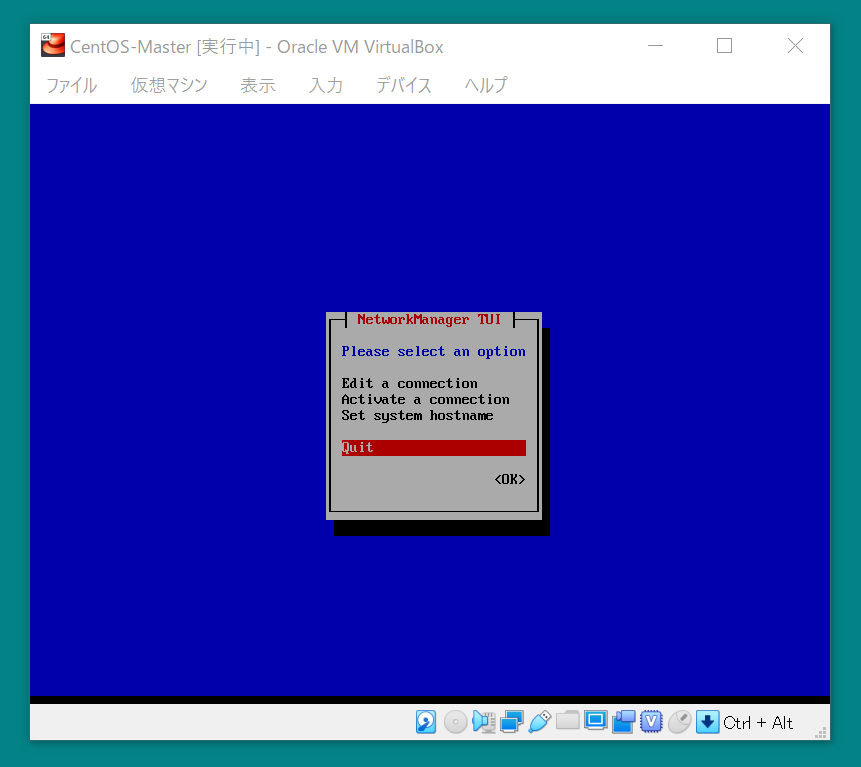 CentOS-Master [実行中] - Oracle VM VirtualBox
ファイル 仮想マシン 表示 入力 デバイス ヘルプ
NetworkManager TUI
Please select an option
Edit a connection
Activate a connection
Set system hostname
Quit
<OK>
Ctrl + Alt